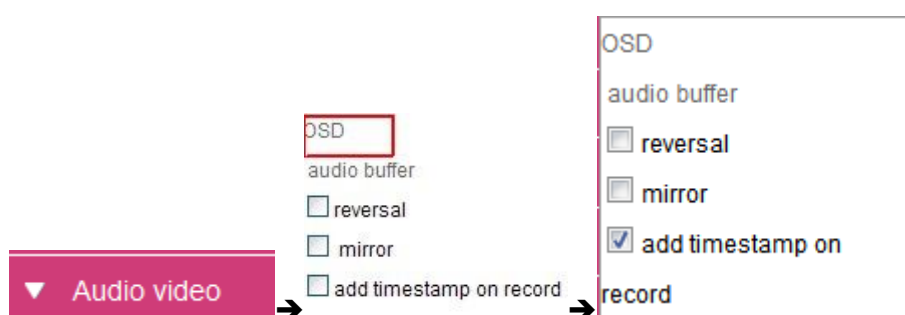 ▼ Audio video
➔
OSD
audio buffer
reversal
mirror
add timestamp on record
➔
OSD
audio buffer
reversal
mirror
add timestamp on
record